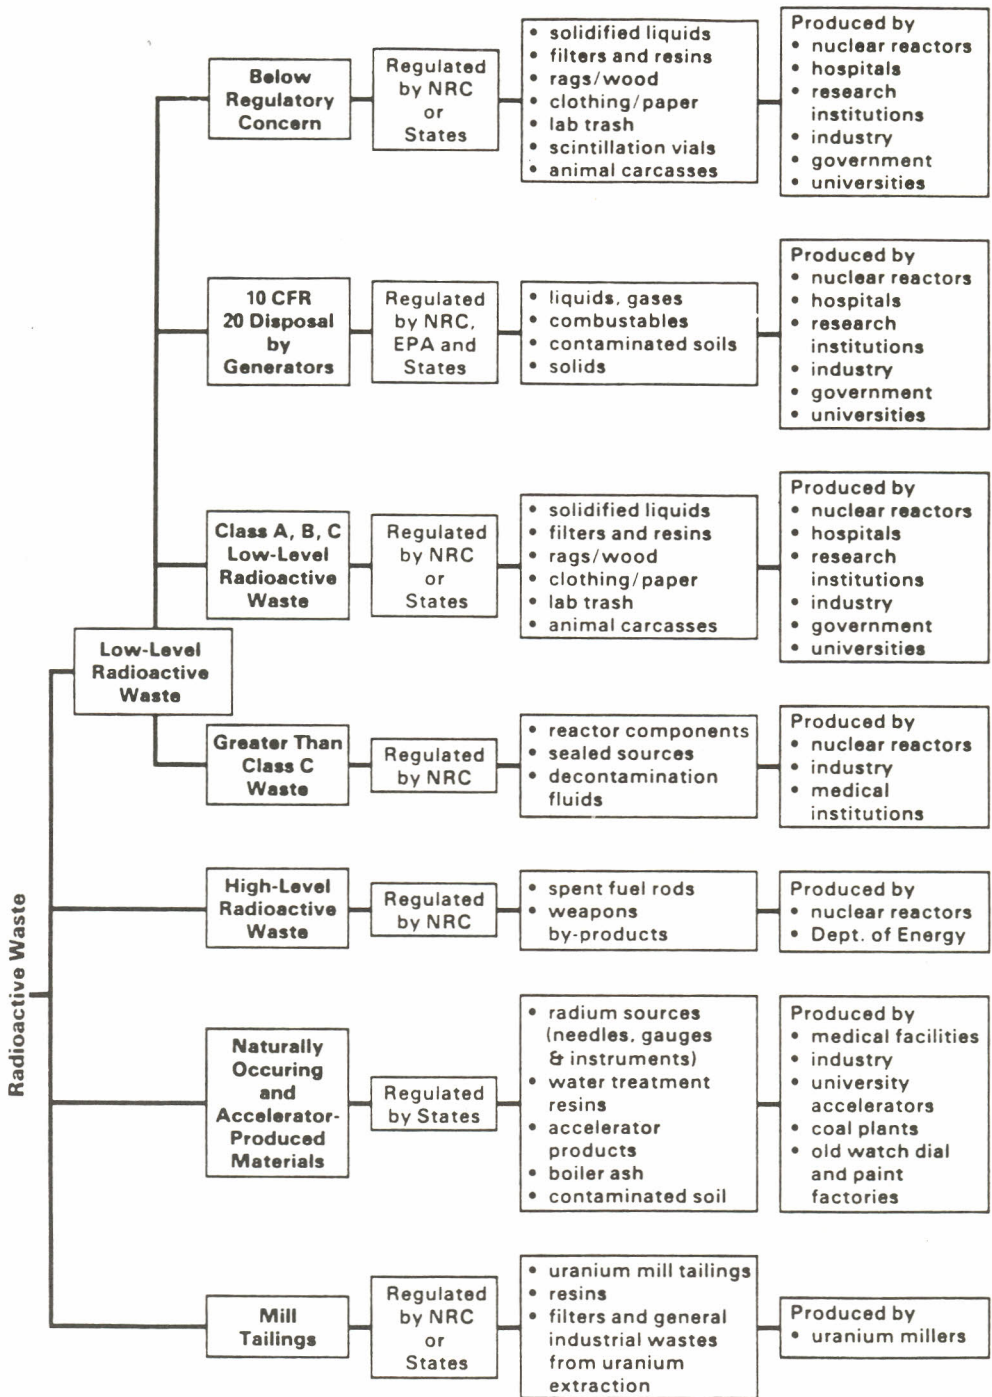 Radioactive Waste
Low-Level
Radioactive
Waste
Below
Regulatory
Concern
Regulated
by NRC
or
States
• solidified liquids
• filters and resins
• rags/wood
• clothing/paper
• lab trash
• scintillation vials
• animal carcasses
Produced by
• nuclear reactors
• hospitals
• research
institutions
• industry
• government
• universities
10 CFR
20 Disposal
by
Generators
Regulated
by NRC,
EPA and
States
• liquids, gases
• combustables
• contaminated soils
• solids
Produced by
• nuclear reactors
• hospitals
• research
institutions
• industry
• government
• universities
Class A, B, C
Low-Level
Radioactive
Waste
Regulated
by NRC
or
States
• solidified liquids
• filters and resins
• rags/wood
• clothing/paper
• lab trash
• animal carcasses
Produced by
• nuclear reactors
• hospitals
• research
institutions
• industry
• government
• universities
Greater Than
Class C
Waste
Regulated
by NRC
• reactor components
• sealed sources
• decontamination
fluids
Produced by
• nuclear reactors
• industry
• medical
institutions
High-Level
Radioactive
Waste
Regulated
by NRC
• spent fuel rods
• weapons
by-products
Produced by
• nuclear reactors
• Dept. of Energy
Naturally
Occuring
and
Accelerator-
Produced
Materials
Regulated
by States
• radium sources
(needles, gauges
& instruments)
• water treatment
resins
• accelerator
products
• boiler ash
• contaminated soil
Produced by
• medical facilities
• industry
• university
accelerators
• coal plants
• old watch dial
and paint
factories
Mill
Tailings
Regulated
by NRC
or
States
• uranium mill tailings
• resins
• filters and general
industrial wastes
from uranium
extraction
Produced by
• uranium millers